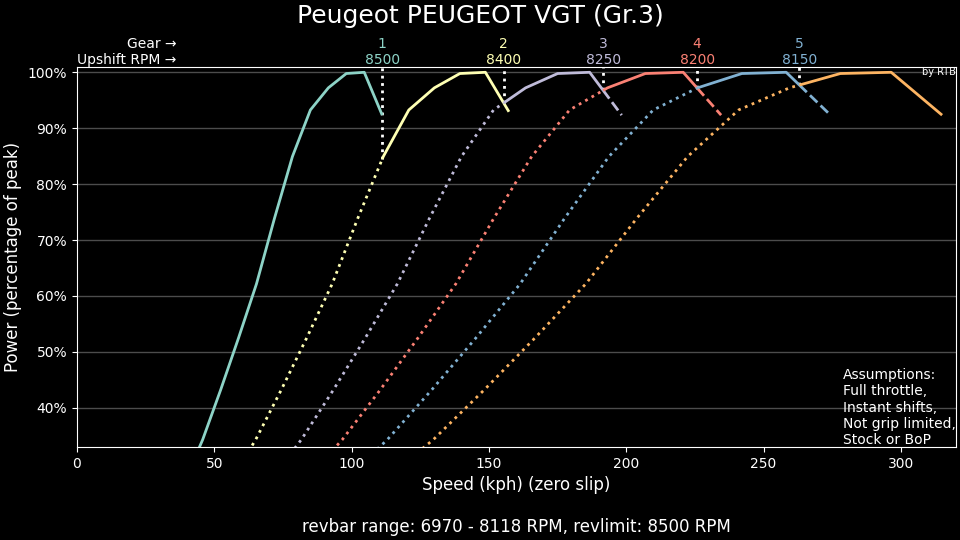 Peugeot PEUGEOT VGT (Gr.3)
Gear → 1 2 3 4 5
Upshift RPM → 8500 8400 8250 8200 8150
by RTB
100%
90%
80%
70%
60%
50%
40%
Power (percentage of peak)
Assumptions:
Full throttle,
Instant shifts,
Not grip limited,
Stock or BoP
0 50 100 150 200 250 300
Speed (kph) (zero slip)
revbar range: 6970 - 8118 RPM, revlimit: 8500 RPM